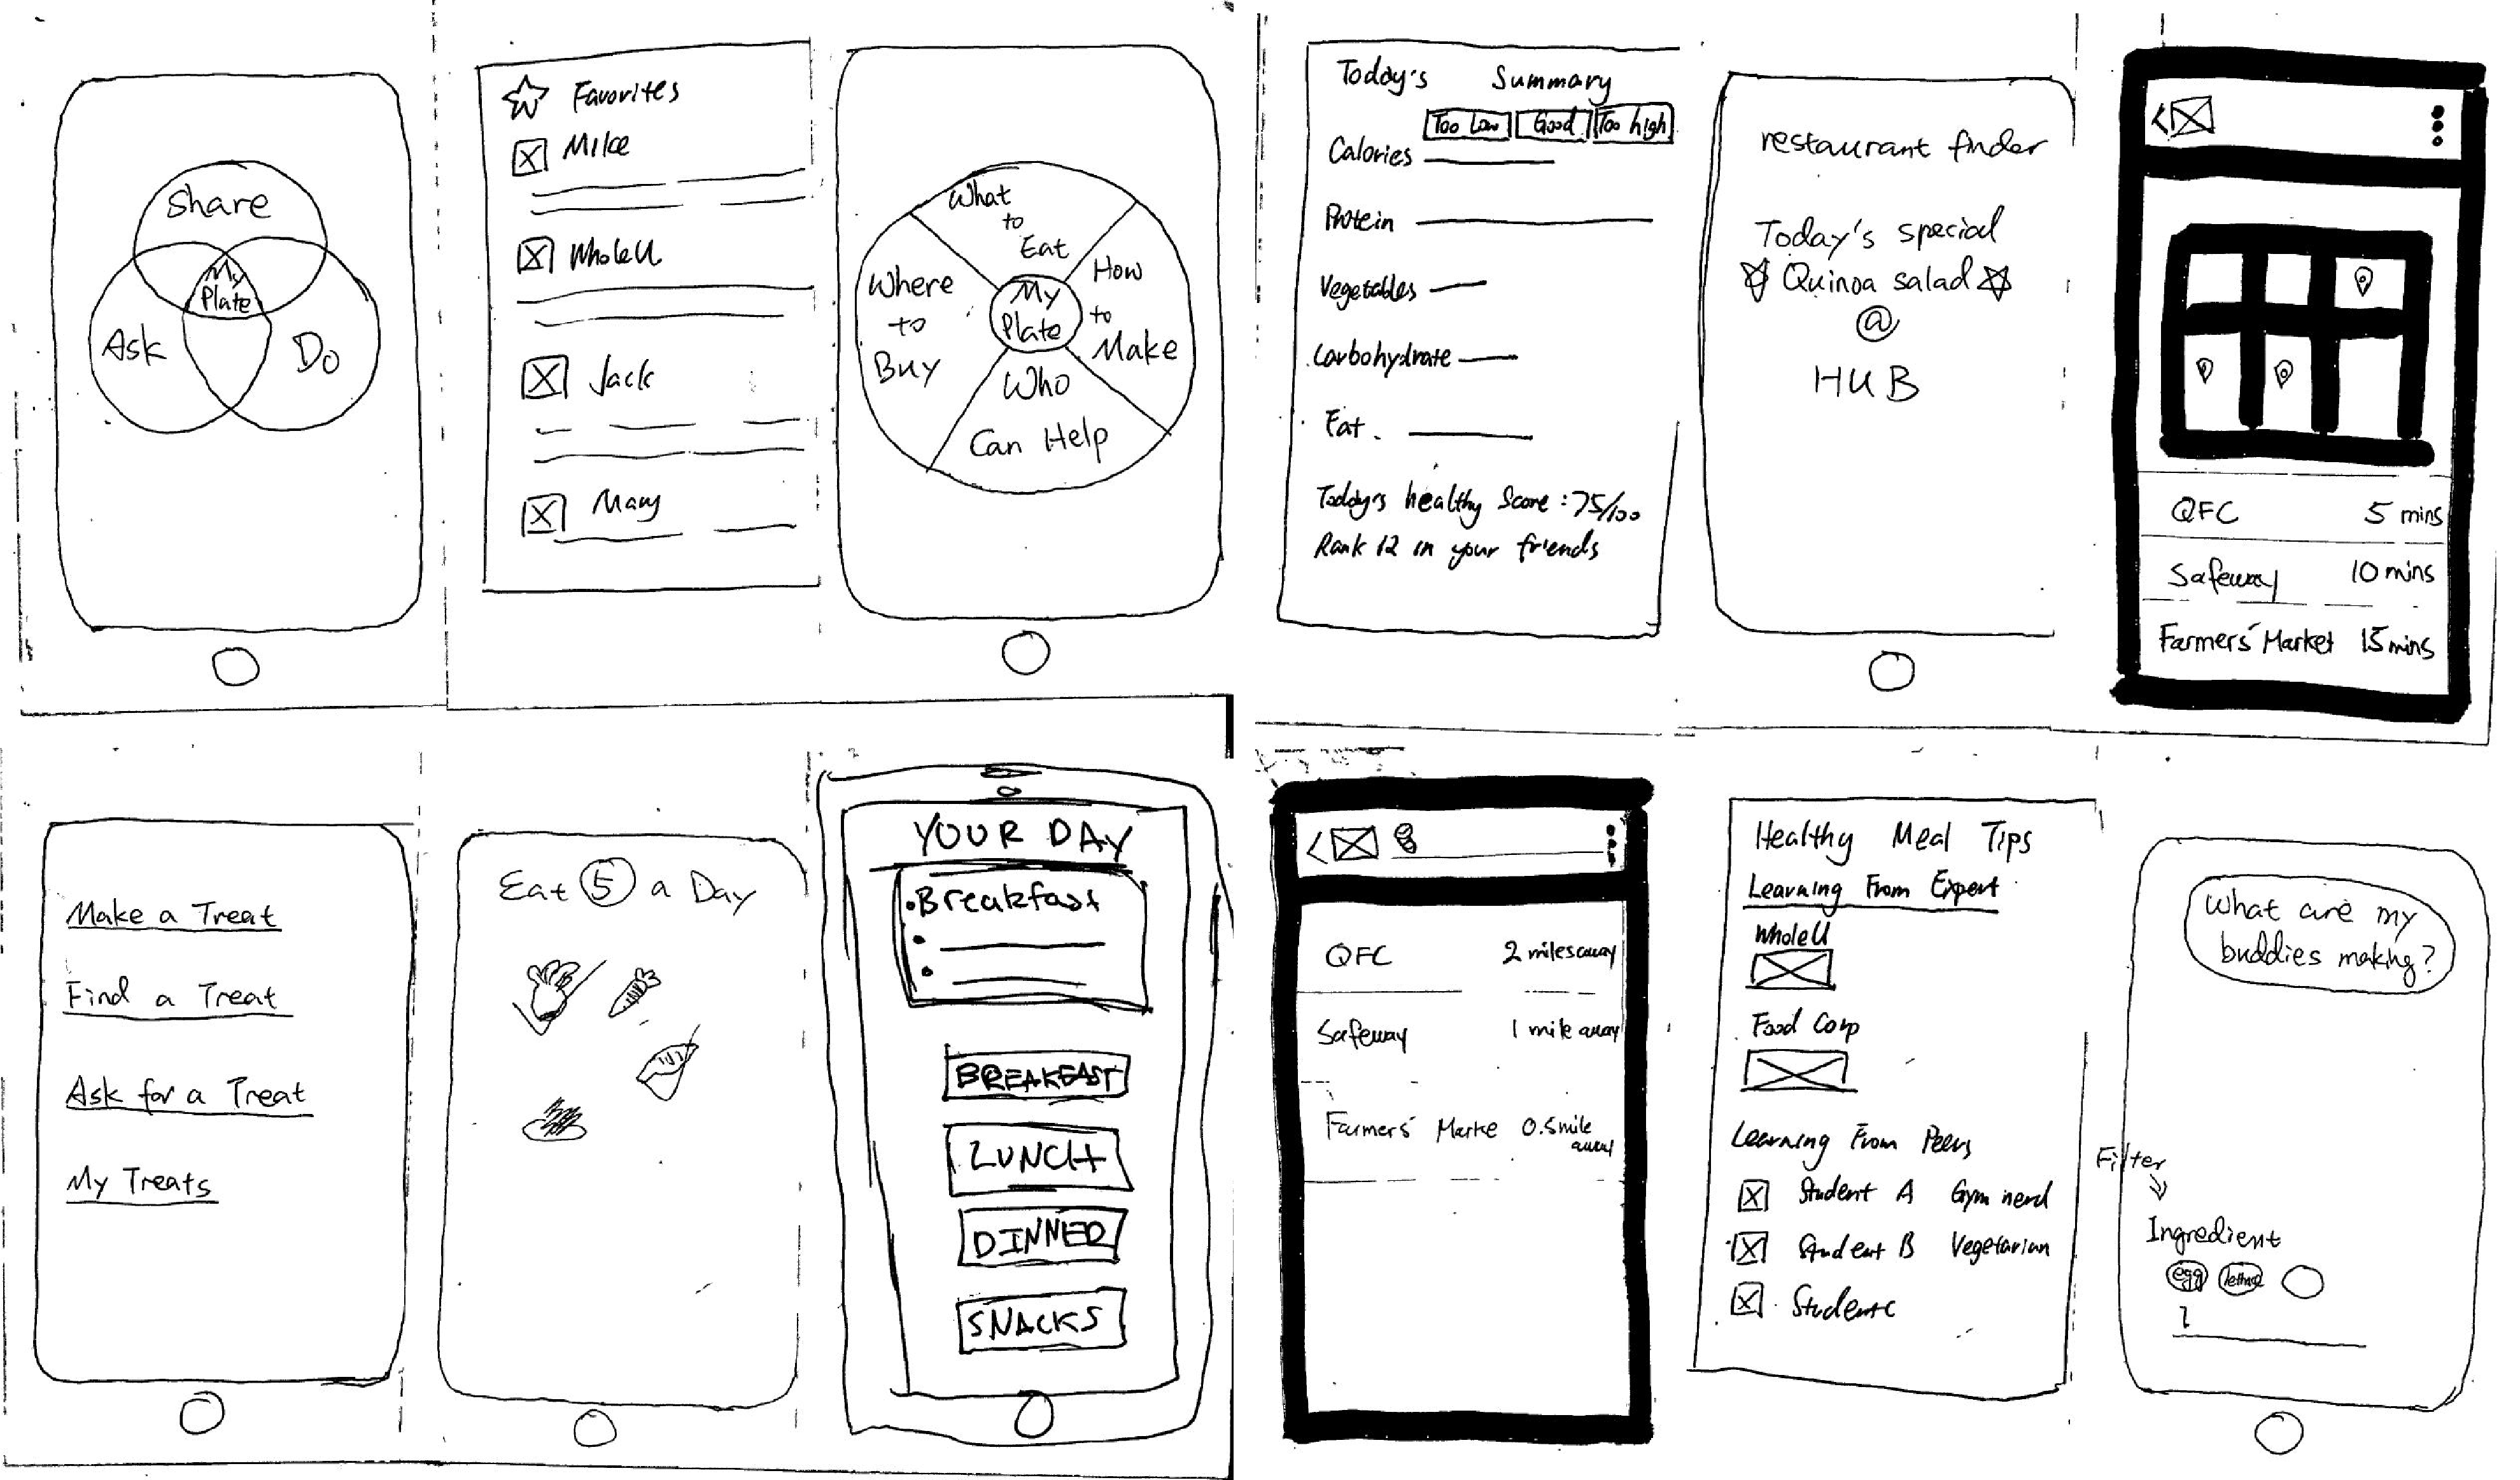 Share
My
Plate
Ask
Do
Favorites
Mike
WholeU
Jack
Mary
What
to
Eat
How
to
Make
Where
to
Buy
My
Plate
Who
Can Help
Today's Summary
Too Low Good Too high
Calories
Protein
Vegetables
Carbohydrate
Fat
Today's healthy Score : 75/100
Rank 12 in your friends
restaurant finder
Today's special
Quinoa salad
@
HUB
<
QFC 5 mins
Safeway 10 mins
Farmers' Market 15 mins
Make a Treat
Find a Treat
Ask for a Treat
My Treats
Eat 5 a Day
YOUR DAY
Breakfast
BREAKFAST
LUNCH
DINNER
SNACKS
<
QFC 2 miles away
Safeway 1 mile away
Farmers' Marke 0.5 mile
away
Healthy Meal Tips
Learning From Expert
WholeU
Food Corp
Learning From Peers
Student A Gym nerd
Student B Vegetarian
Student C
What are my
buddies making?
Filter
Ingredient
egg